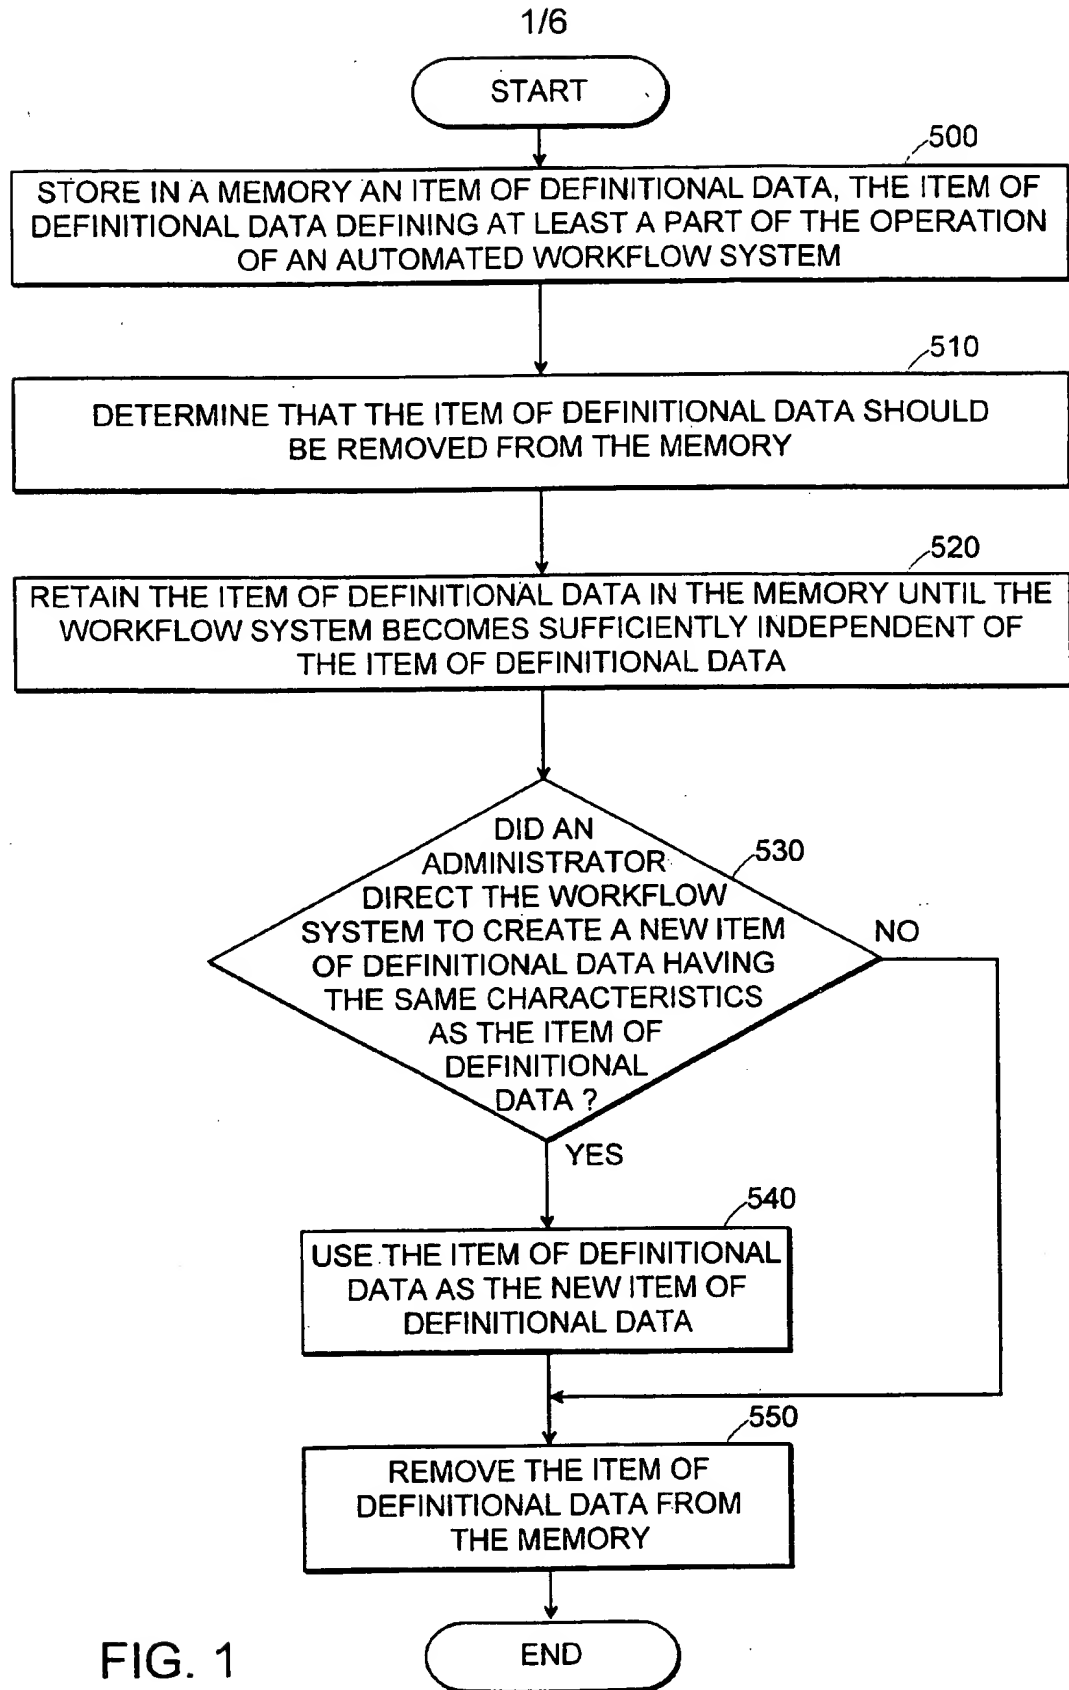 1/6
START
500
STORE IN A MEMORY AN ITEM OF DEFINITIONAL DATA, THE ITEM OF
DEFINITIONAL DATA DEFINING AT LEAST A PART OF THE OPERATION
OF AN AUTOMATED WORKFLOW SYSTEM
510
DETERMINE THAT THE ITEM OF DEFINITIONAL DATA SHOULD
BE REMOVED FROM THE MEMORY
520
RETAIN THE ITEM OF DEFINITIONAL DATA IN THE MEMORY UNTIL THE
WORKFLOW SYSTEM BECOMES SUFFICIENTLY INDEPENDENT OF
THE ITEM OF DEFINITIONAL DATA
530
DID AN
ADMINISTRATOR
DIRECT THE WORKFLOW
SYSTEM TO CREATE A NEW ITEM
OF DEFINITIONAL DATA HAVING
THE SAME CHARACTERISTICS
AS THE ITEM OF
DEFINITIONAL
DATA ?
NO
YES
540
USE THE ITEM OF DEFINITIONAL
DATA AS THE NEW ITEM OF
DEFINITIONAL DATA
550
REMOVE THE ITEM OF
DEFINITIONAL DATA FROM
THE MEMORY
END
FIG. 1